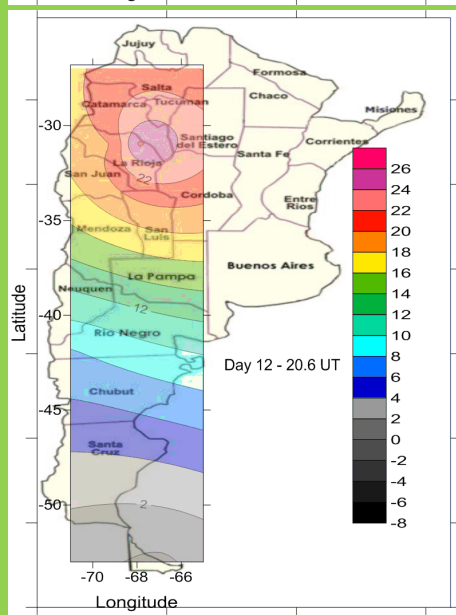 Jujuy
Salta
Formosa
Catamarca
Tucuman
Chaco
Misiones
-30
Santiago
del Estero
Corrientes
La Rioja
Santa Fe
San Juan
22
Cordoba
Entre
Rios
-35
Mendoza
San
Luis
La Pampa
Buenos Aires
Neuquen
12
-40
Rio Negro
Latitude
Day 12 - 20.6 UT
Chubut
-45
Santa
Cruz
-50
2
-70
-68
-66
Longitude
26
24
22
20
18
16
14
12
10
8
6
4
2
0
-2
-4
-6
-8